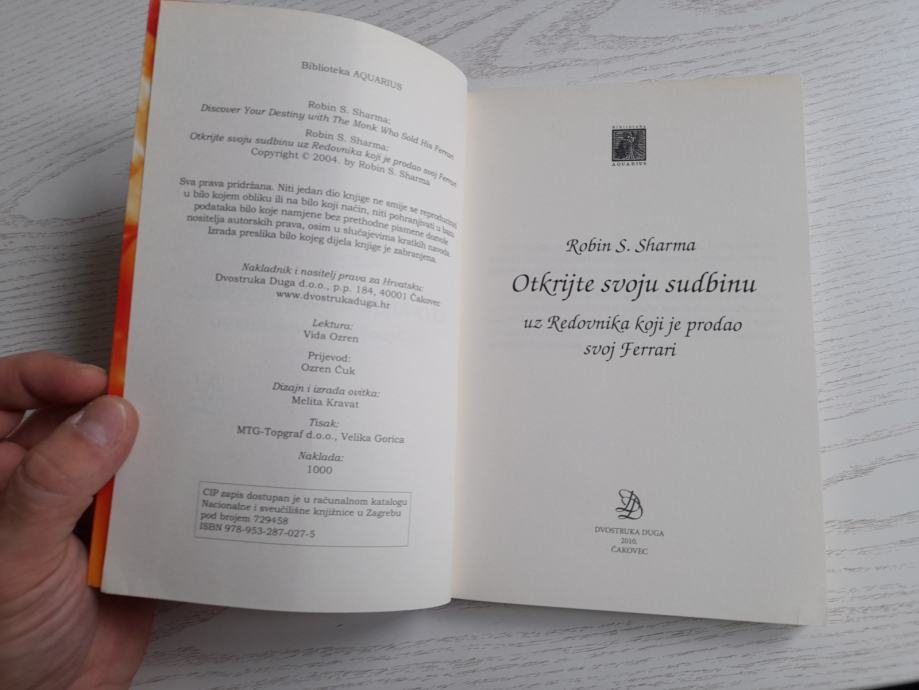 Biblioteka AQUARIUS
Robin S. Sharma:
Discover Your Destiny with The Monk Who Sold His Ferrari
Robin S. Sharma:
Otkrijte svoju sudbinu uz Redovnika koji je prodao svoj Ferrari
Copyright © 2004. by Robin S. Sharma
Sva prava pridržana. Niti jedan dio knjige ne smije se reproducirati
u bilo kojem obliku ili na bilo koji način, niti pohranjivati u bazu
podataka bilo koje namjene bez prethodne pismene dozvole
nositelja autorskih prava, osim u slučajevima kratkih navoda.
Izrada preslika bilo kojeg dijela knjige je zabranjena.
Nakladnik i nositelj prava za Hrvatsku:
Dvostruka Duga d.o.o., p.p. 184, 40001 Čakovec
www.dvostrukaduga.hr
Lektura:
Vida Ozren
Prijevod:
Ozren Čuk
Dizajn i izrada ovitka:
Melita Kravat
Tisak:
MTG-Topgraf d.o.o., Velika Gorica
Naklada:
1000
CIP zapis dostupan je u računalnom katalogu
Nacionalne i sveučilišne knjižnice u Zagrebu
pod brojem 729458
ISBN 978-953-287-027-5
BIBLIOTEKA
AQUARIUS
Robin S. Sharma
Otkrijte svoju sudbinu
uz Redovnika koji je prodao
svoj Ferrari
DVOSTRUKA DUGA
2010.
ČAKOVEC